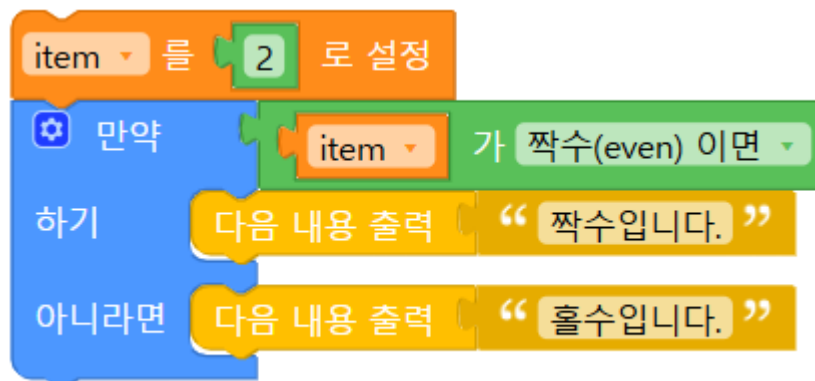 item 를 2 로 설정
만약 item 가 짝수(even) 이면
하기 다음 내용 출력 “ 짝수입니다. ”
아니라면 다음 내용 출력 “ 홀수입니다. ”